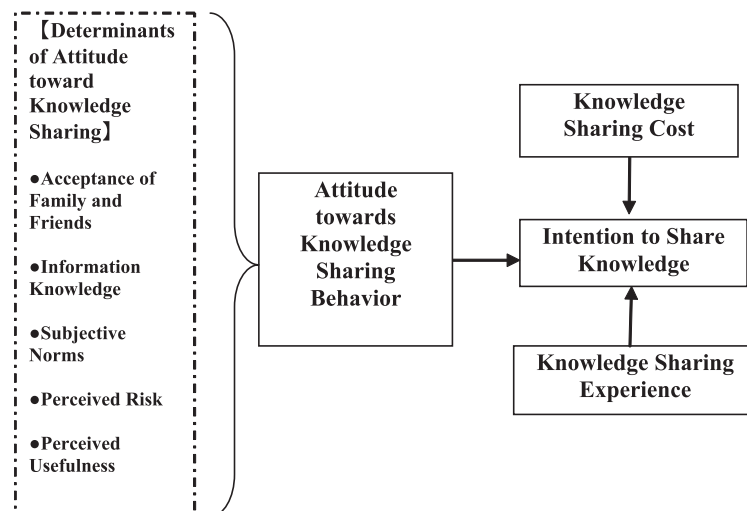 【Determinants
of Attitude
toward
Knowledge
Sharing】
●Acceptance of
Family and
Friends
●Information
Knowledge
●Subjective
Norms
●Perceived Risk
●Perceived
Usefulness
Attitude
towards
Knowledge
Sharing
Behavior
Knowledge
Sharing Cost
Intention to Share
Knowledge
Knowledge Sharing
Experience